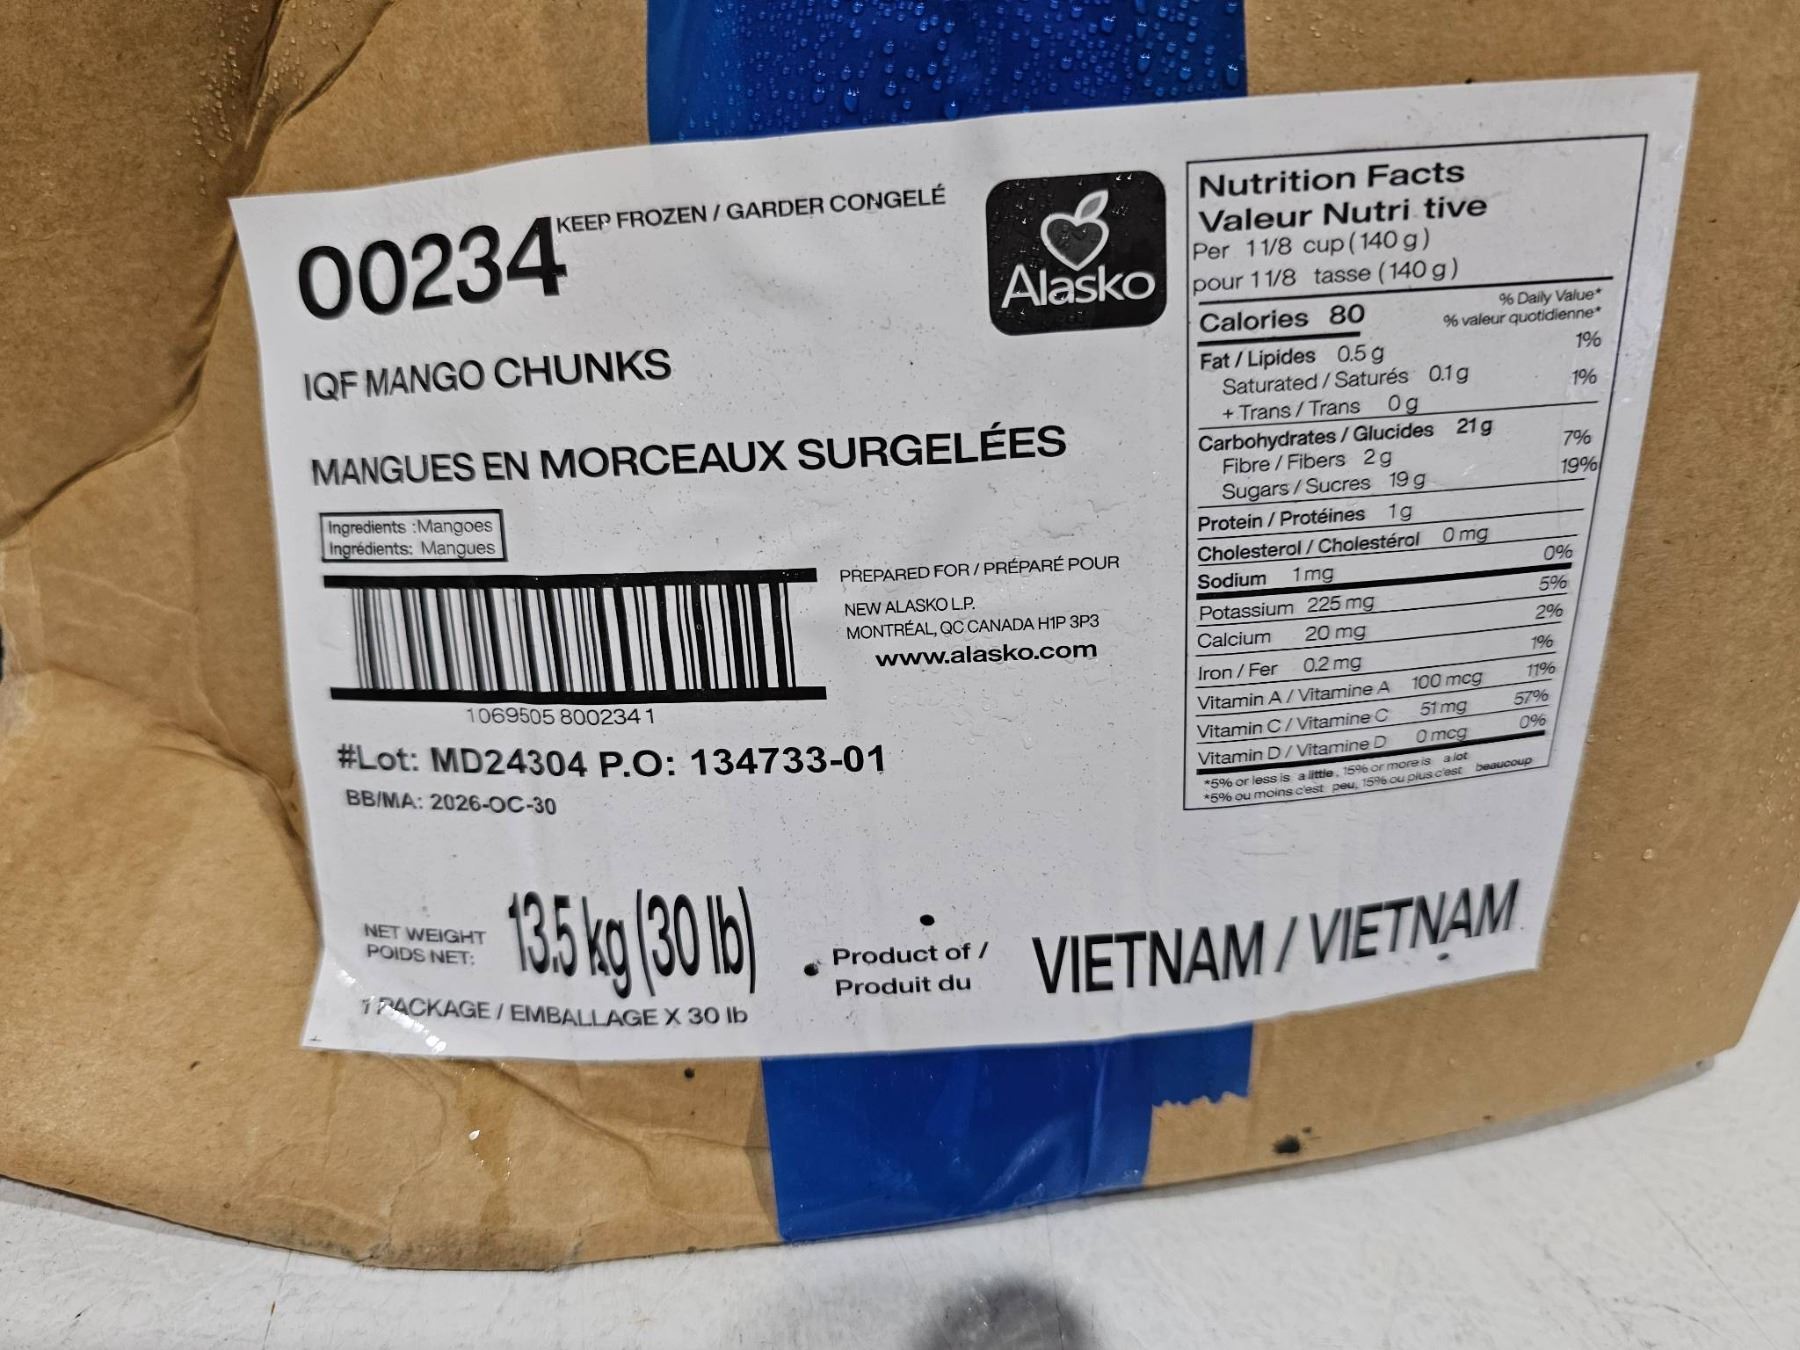 00234
KEEP FROZEN / GARDER CONGELÉ
Alasko
IQF MANGO CHUNKS
MANGUES EN MORCEAUX SURGELÉES
Ingredients :Mangoes
Ingrédients: Mangues
1069505 8002341
PREPARED FOR / PRÉPARÉ POUR
NEW ALASKO L.P.
MONTRÉAL, QC CANADA H1P 3P3
www.alasko.com
#Lot: MD24304 P.O: 134733-01
BB/MA: 2026-OC-30
NET WEIGHT
POIDS NET:
13.5 kg (30 lb)
1 PACKAGE / EMBALLAGE X 30 lb
Product of /
Produit du
VIETNAM / VIETNAM
Nutrition Facts
Valeur Nutri tive
Per 1 1/8 cup (140 g)
pour 1 1/8 tasse (140 g)
Calories 80
% Daily Value*
% valeur quotidienne*
Fat / Lipides 0.5 g 1%
Saturated / Saturés 0.1 g 1%
+ Trans / Trans 0 g
Carbohydrates / Glucides 21 g
Fibre / Fibers 2 g 7%
Sugars / Sucres 19 g 19%
Protein / Protéines 1 g
Cholesterol / Cholestérol 0 mg
Sodium 1 mg 0%
Potassium 225 mg 5%
Calcium 20 mg 2%
Iron / Fer 0.2 mg 1%
Vitamin A / Vitamine A 100 mcg 11%
Vitamin C / Vitamine C 51 mg 57%
Vitamin D / Vitamine D 0 mcg 0%
*5% or less is a little , 15% or more is a lot
*5% ou moins c'est peu, 15% ou plus c'est beaucoup